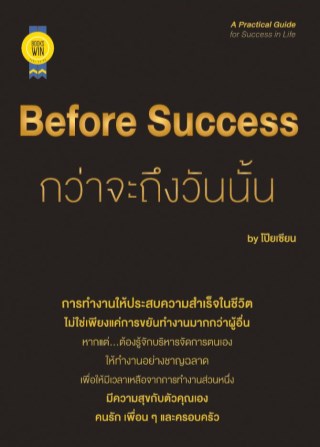 A Practical Guide
for Success in Life
BOOKS
WIN
Before Success
กว่าจะถึงวันนั้น
by โป๊ยเซียน
การทำงานให้ประสบความสำเร็จในชีวิต
ไม่ใช่เพียงแค่การขยันทำงานมากกว่าผู้อื่น
หากแต่...ต้องรู้จักบริหารจัดการตนเอง
ให้ทำงานอย่างชาญฉลาด
เพื่อให้มีเวลาเหลือจากการทำงานส่วนหนึ่ง
มีความสุขกับตัวคุณเอง
คนรัก เพื่อน ๆ และครอบครัว